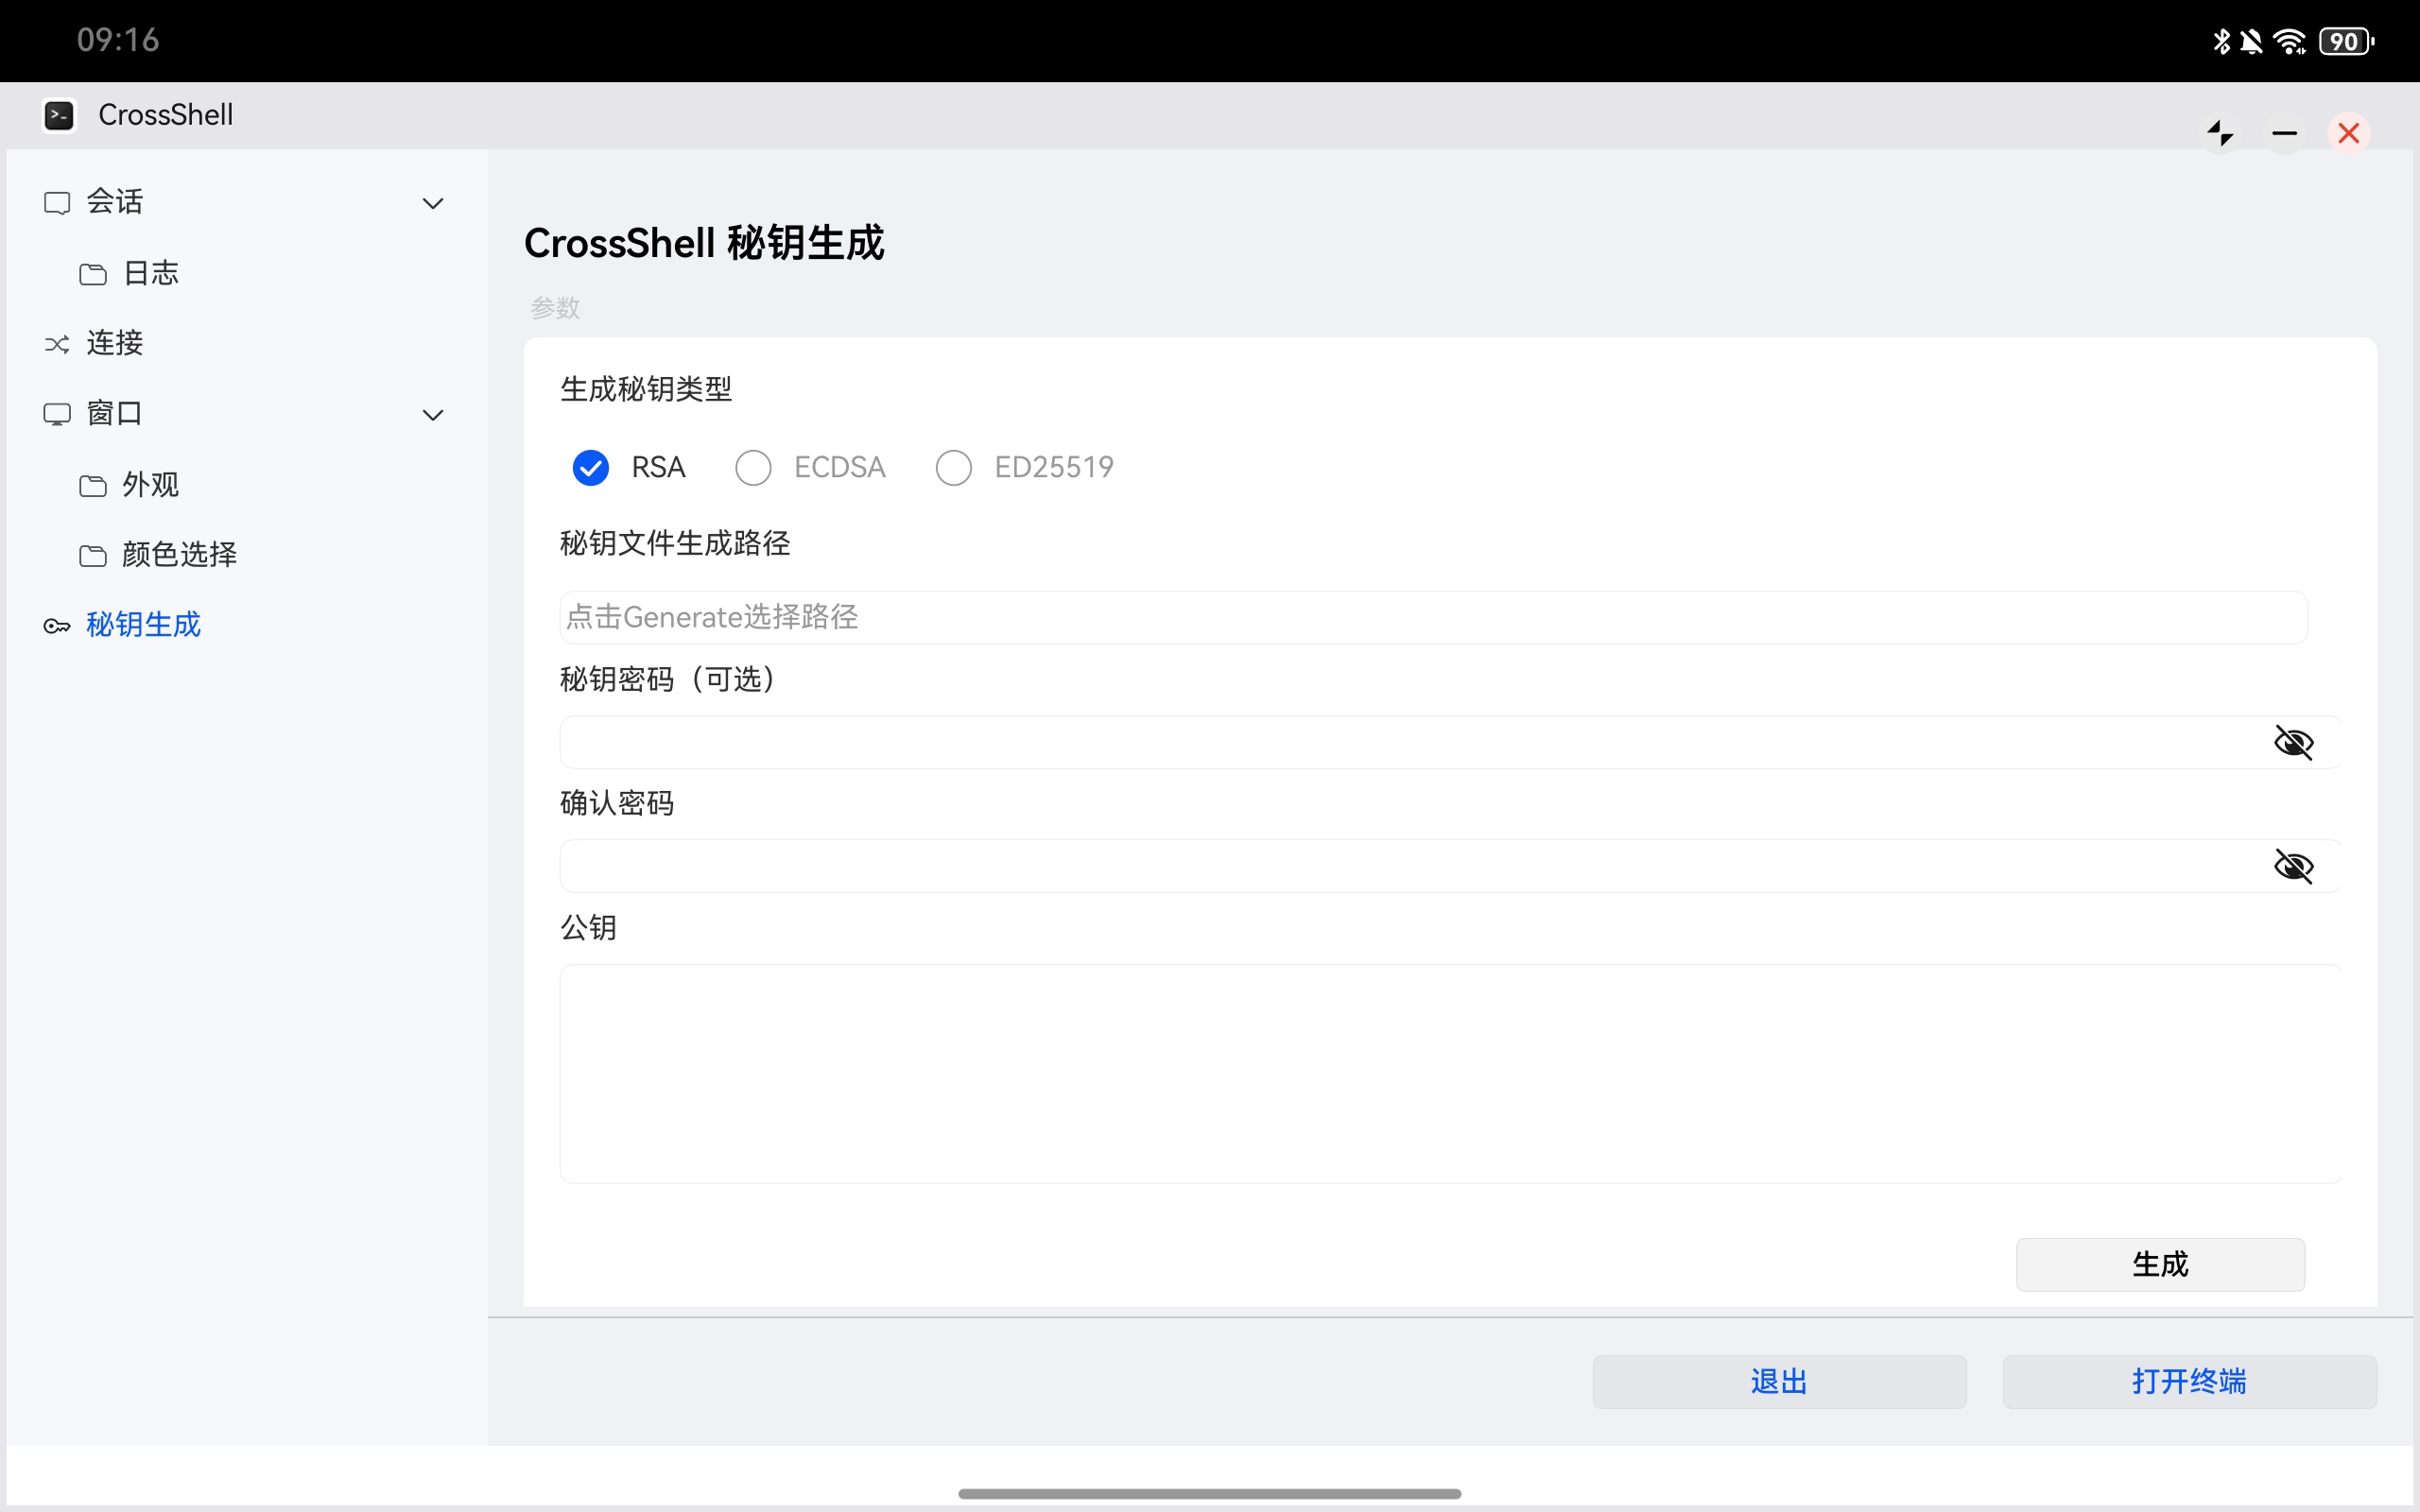 09:16
90
CrossShell
会话
日志
连接
窗口
外观
颜色选择
秘钥生成
CrossShell 秘钥生成
参数
生成秘钥类型
RSA ECDSA ED25519
秘钥文件生成路径
点击Generate选择路径
秘钥密码（可选）
确认密码
公钥
生成
退出 打开终端